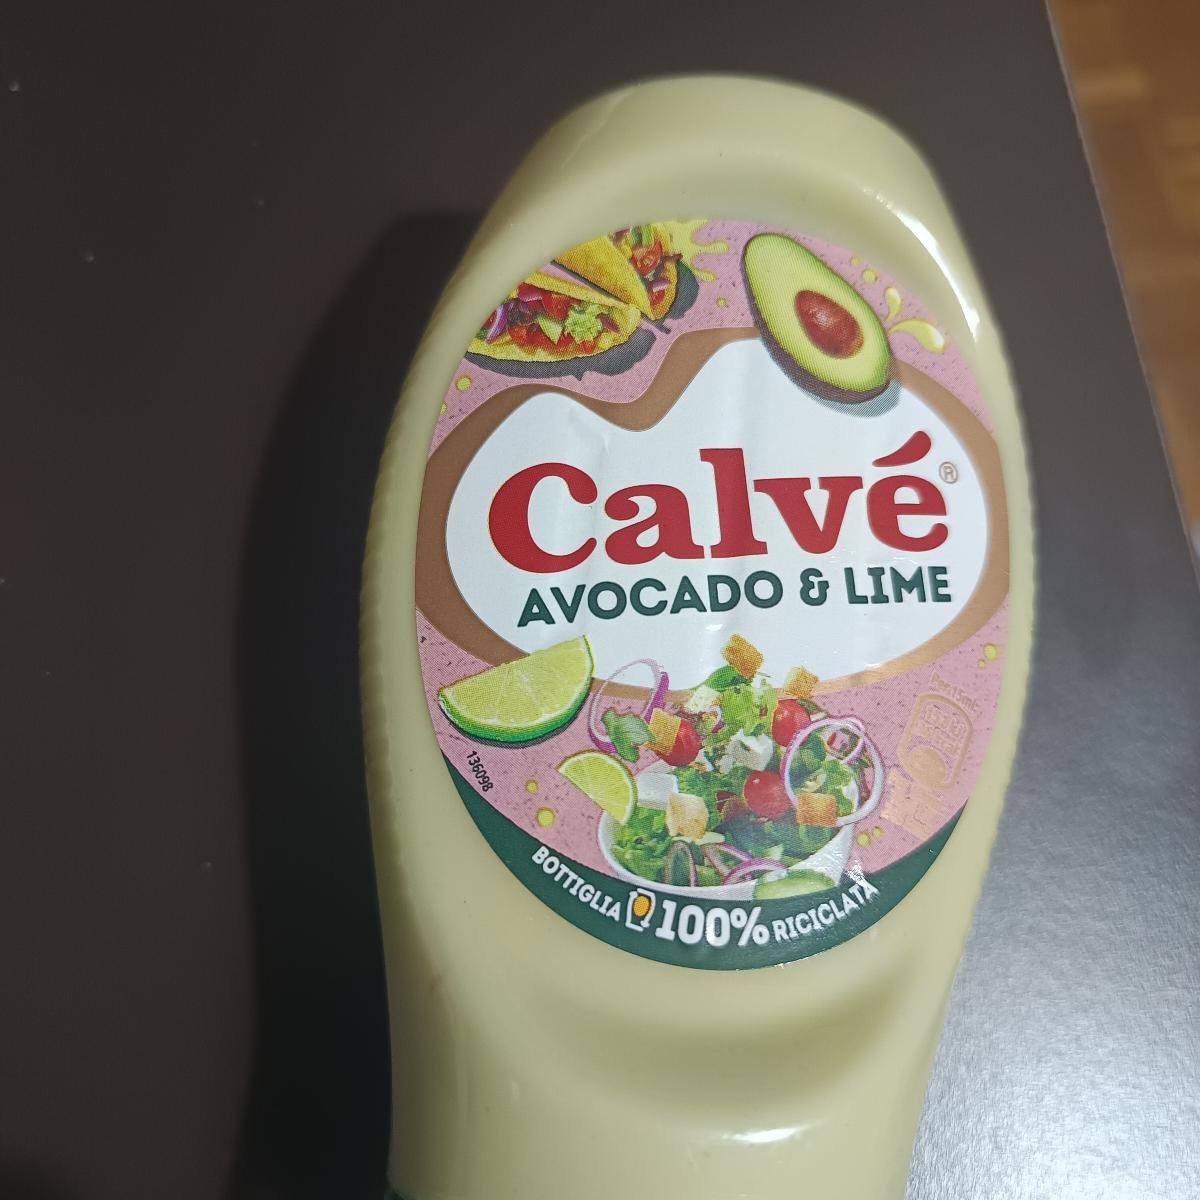 Calvé®
AVOCADO & LIME
136098
BOTTIGLIA 100% RICICLATA